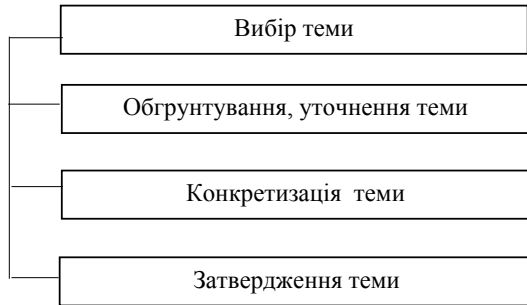 Вибір теми
Обгрунтування, уточнення теми
Конкретизація теми
Затвердження теми